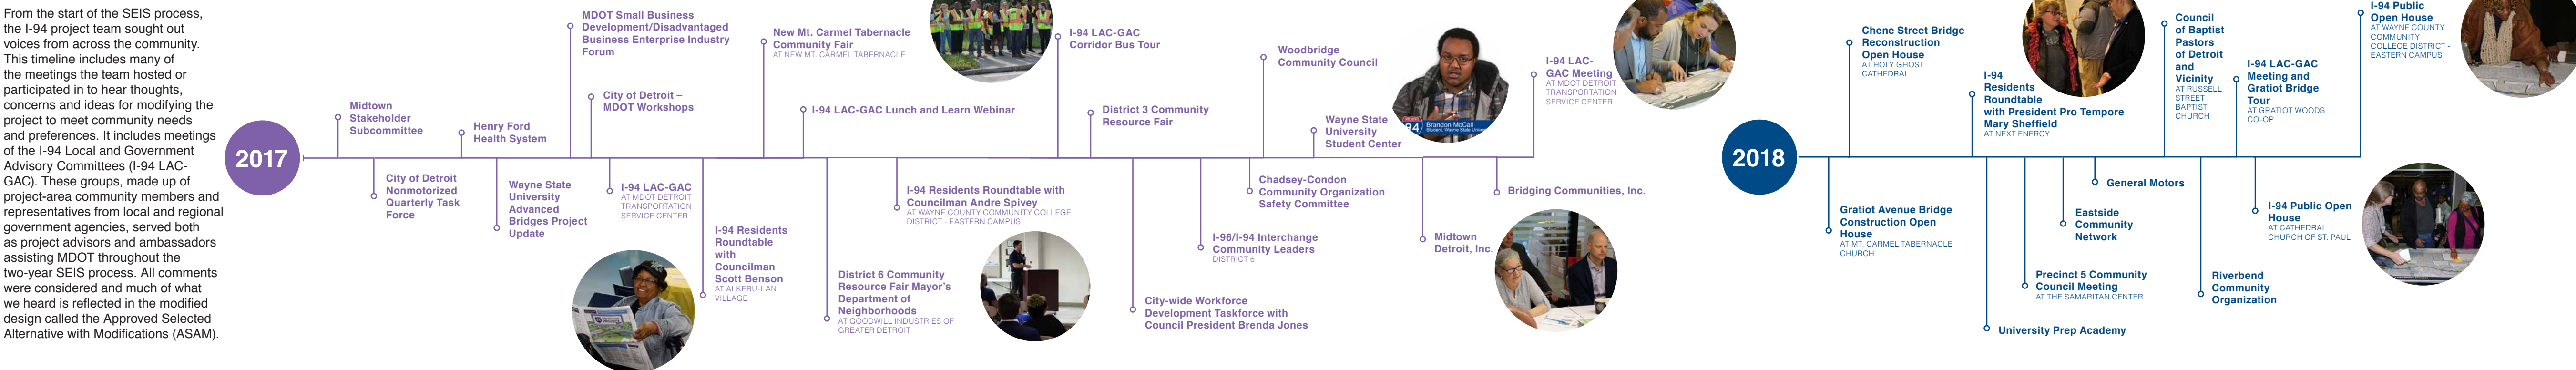 From the start of the SEIS process,
the I-94 project team sought out
voices from across the community.
This timeline includes many of
the meetings the team hosted or
participated in to hear thoughts,
concerns and ideas for modifying the
project to meet community needs
and preferences. It includes meetings
of the I-94 Local and Government
Advisory Committees (I-94 LAC-
GAC). These groups, made up of
project-area community members and
representatives from local and regional
government agencies, served both
as project advisors and ambassadors
assisting MDOT throughout the
two-year SEIS process. All comments
were considered and much of what
we heard is reflected in the modified
design called the Approved Selected
Alternative with Modifications (ASAM).
2017
Midtown
Stakeholder
Subcommittee
City of Detroit
Nonmotorized
Quarterly Task
Force
Henry Ford
Health System
Wayne State
University
Advanced
Bridges Project
Update
MDOT Small Business
Development/Disadvantaged
Business Enterprise Industry
Forum
City of Detroit –
MDOT Workshops
I-94 LAC-GAC
AT MDOT DETROIT
TRANSPORTATION
SERVICE CENTER
I-94 Residents
Roundtable
with
Councilman
Scott Benson
AT ALKEBU-LAN
VILLAGE
New Mt. Carmel Tabernacle
Community Fair
AT NEW MT. CARMEL TABERNACLE
I-94 LAC-GAC Lunch and Learn Webinar
District 6 Community
Resource Fair Mayor's
Department of
Neighborhoods
AT GOODWILL INDUSTRIES OF
GREATER DETROIT
I-94 Residents Roundtable with
Councilman Andre Spivey
AT WAYNE COUNTY COMMUNITY COLLEGE
DISTRICT - EASTERN CAMPUS
I-94 LAC-GAC
Corridor Bus Tour
District 3 Community
Resource Fair
City-wide Workforce
Development Taskforce with
Council President Brenda Jones
I-96/I-94 Interchange
Community Leaders
DISTRICT 6
Chadsey-Condon
Community Organization
Safety Committee
Woodbridge
Community Council
Wayne State
University
Student Center
94
Brandon McCall
Student, Wayne State University
Midtown
Detroit, Inc.
Bridging Communities, Inc.
I-94 LAC-
GAC Meeting
AT MDOT DETROIT
TRANSPORTATION
SERVICE CENTER
2018
Gratiot Avenue Bridge
Construction Open
House
AT MT. CARMEL TABERNACLE
CHURCH
Chene Street Bridge
Reconstruction
Open House
AT HOLY GHOST
CATHEDRAL
I-94
Residents
Roundtable
with President Pro Tempore
Mary Sheffield
AT NEXT ENERGY
University Prep Academy
Precinct 5 Community
Council Meeting
AT THE SAMARITAN CENTER
Eastside
Community
Network
General Motors
Council
of Baptist
Pastors
of Detroit
and
Vicinity
AT RUSSELL
STREET
BAPTIST
CHURCH
Riverbend
Community
Organization
I-94 LAC-GAC
Meeting and
Gratiot Bridge
Tour
AT GRATIOT WOODS
CO-OP
I-94 Public Open
House
AT CATHEDRAL
CHURCH OF ST. PAUL
I-94 Public
Open House
AT WAYNE COUNTY
COMMUNITY
COLLEGE DISTRICT -
EASTERN CAMPUS